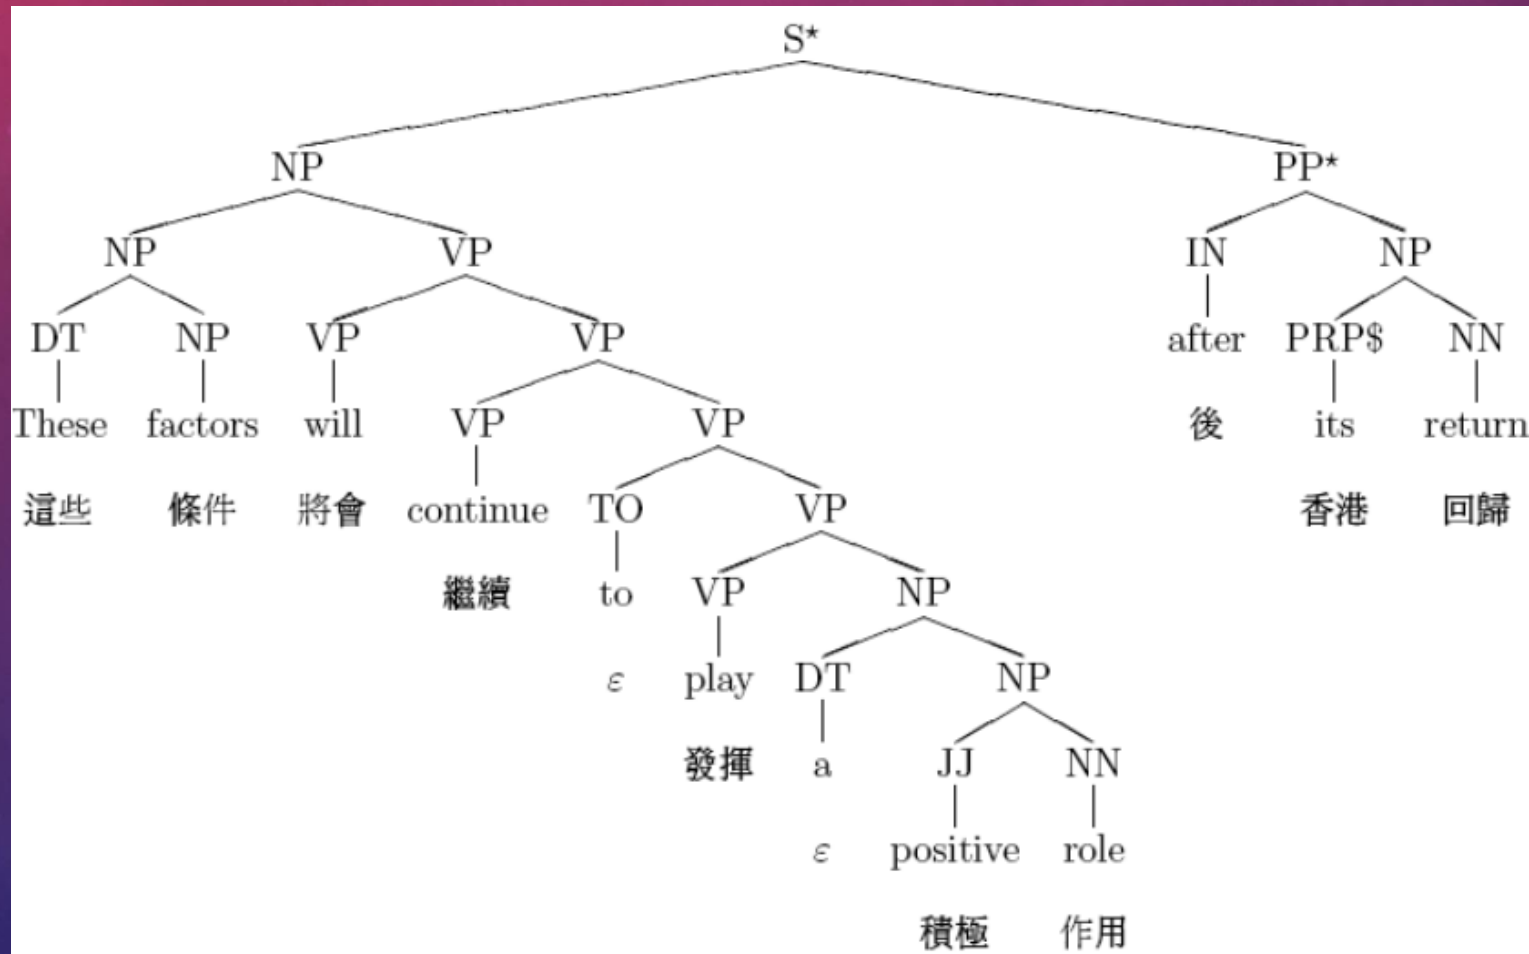 S★
NP PP★
NP VP IN NP
DT NP VP VP after PRP$ NN
These factors will VP VP 後 its return
這些 條件 將會 continue TO VP 香港 回歸
繼續 to VP NP
ε play DT NP
發揮 a JJ NN
ε positive role
積極 作用